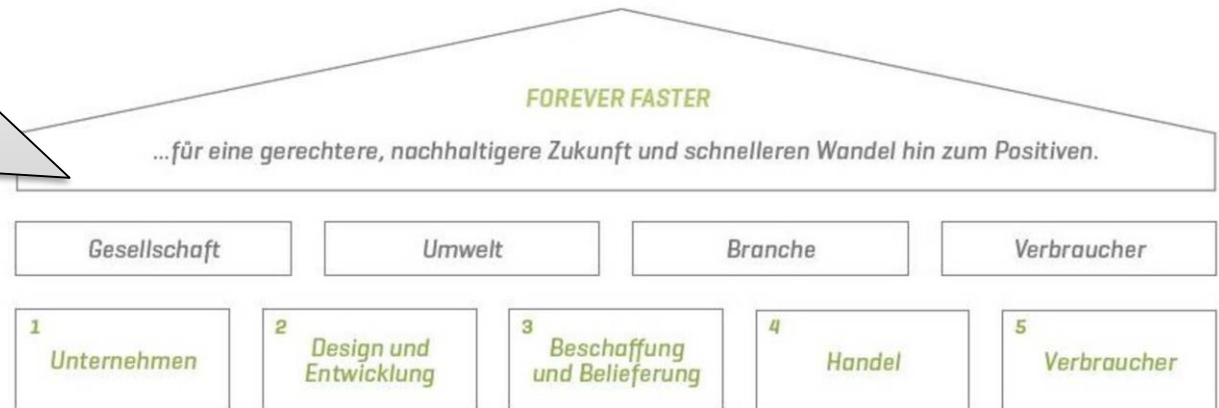 FOREVER FASTER
...für eine gerechtere, nachhaltigere Zukunft und schnelleren Wandel hin zum Positiven.
Gesellschaft
Umwelt
Branche
Verbraucher
1
Unternehmen
2
Design und
Entwicklung
3
Beschaffung
und Belieferung
4
Handel
5
Verbraucher